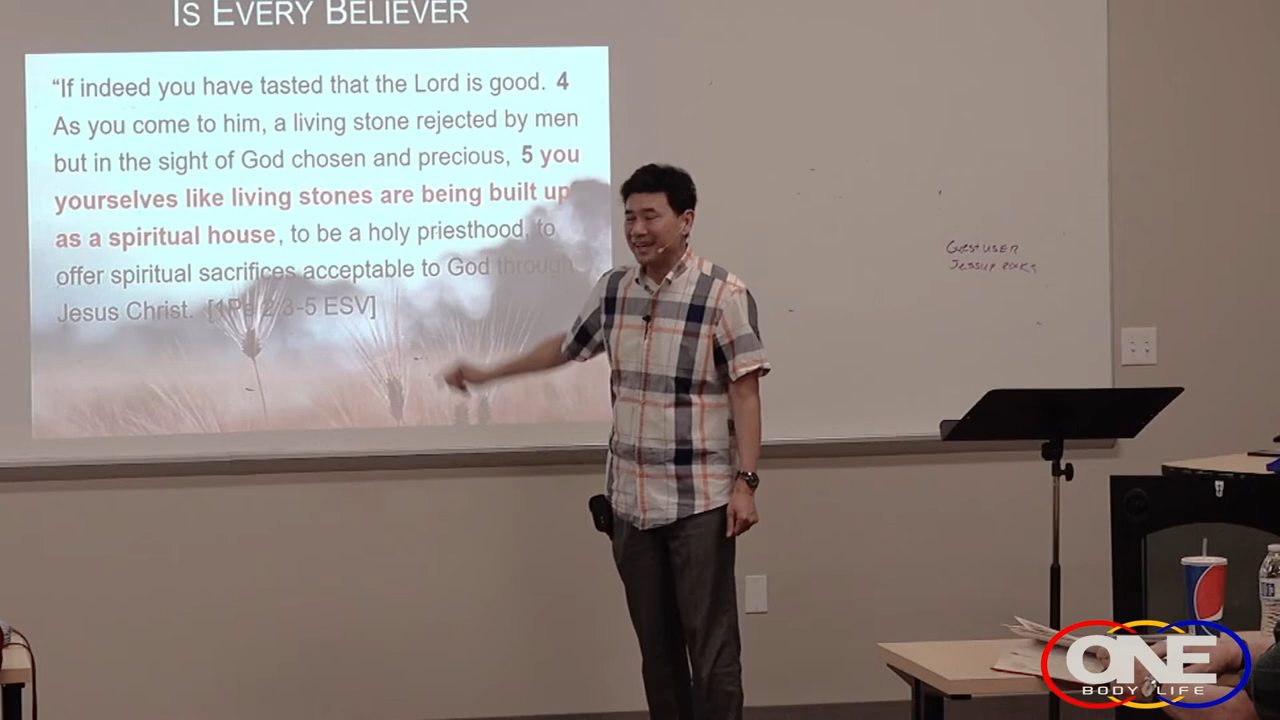 IS EVERY BELIEVER
“If indeed you have tasted that the Lord is good. 4
As you come to him, a living stone rejected by men
but in the sight of God chosen and precious, 5 you
yourselves like living stones are being built up
as a spiritual house, to be a holy priesthood, to
offer spiritual sacrifices acceptable to God through
Jesus Christ. [1Pe 2:3-5 ESV]
Guest USER
Jessup
ONE
BODY LIFE